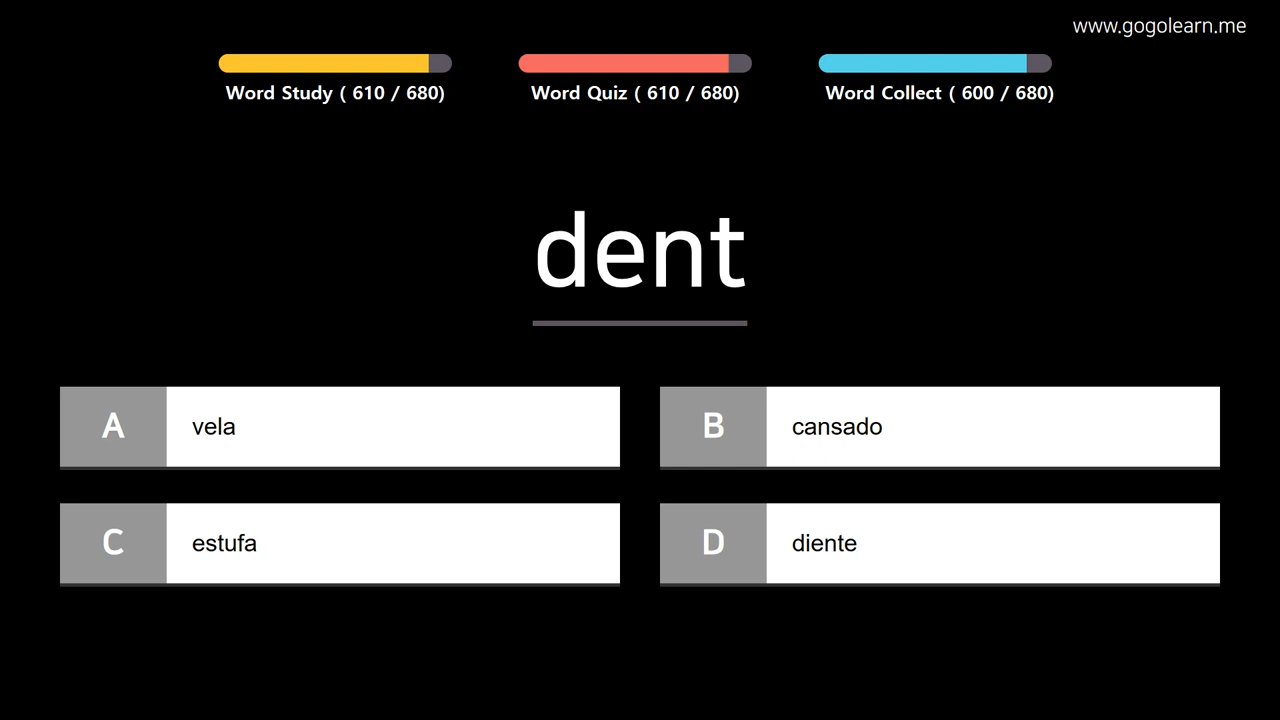 www.gogolearn.me
Word Study ( 610 / 680)
Word Quiz ( 610 / 680)
Word Collect ( 600 / 680)
dent
A vela
B cansado
C estufa
D diente